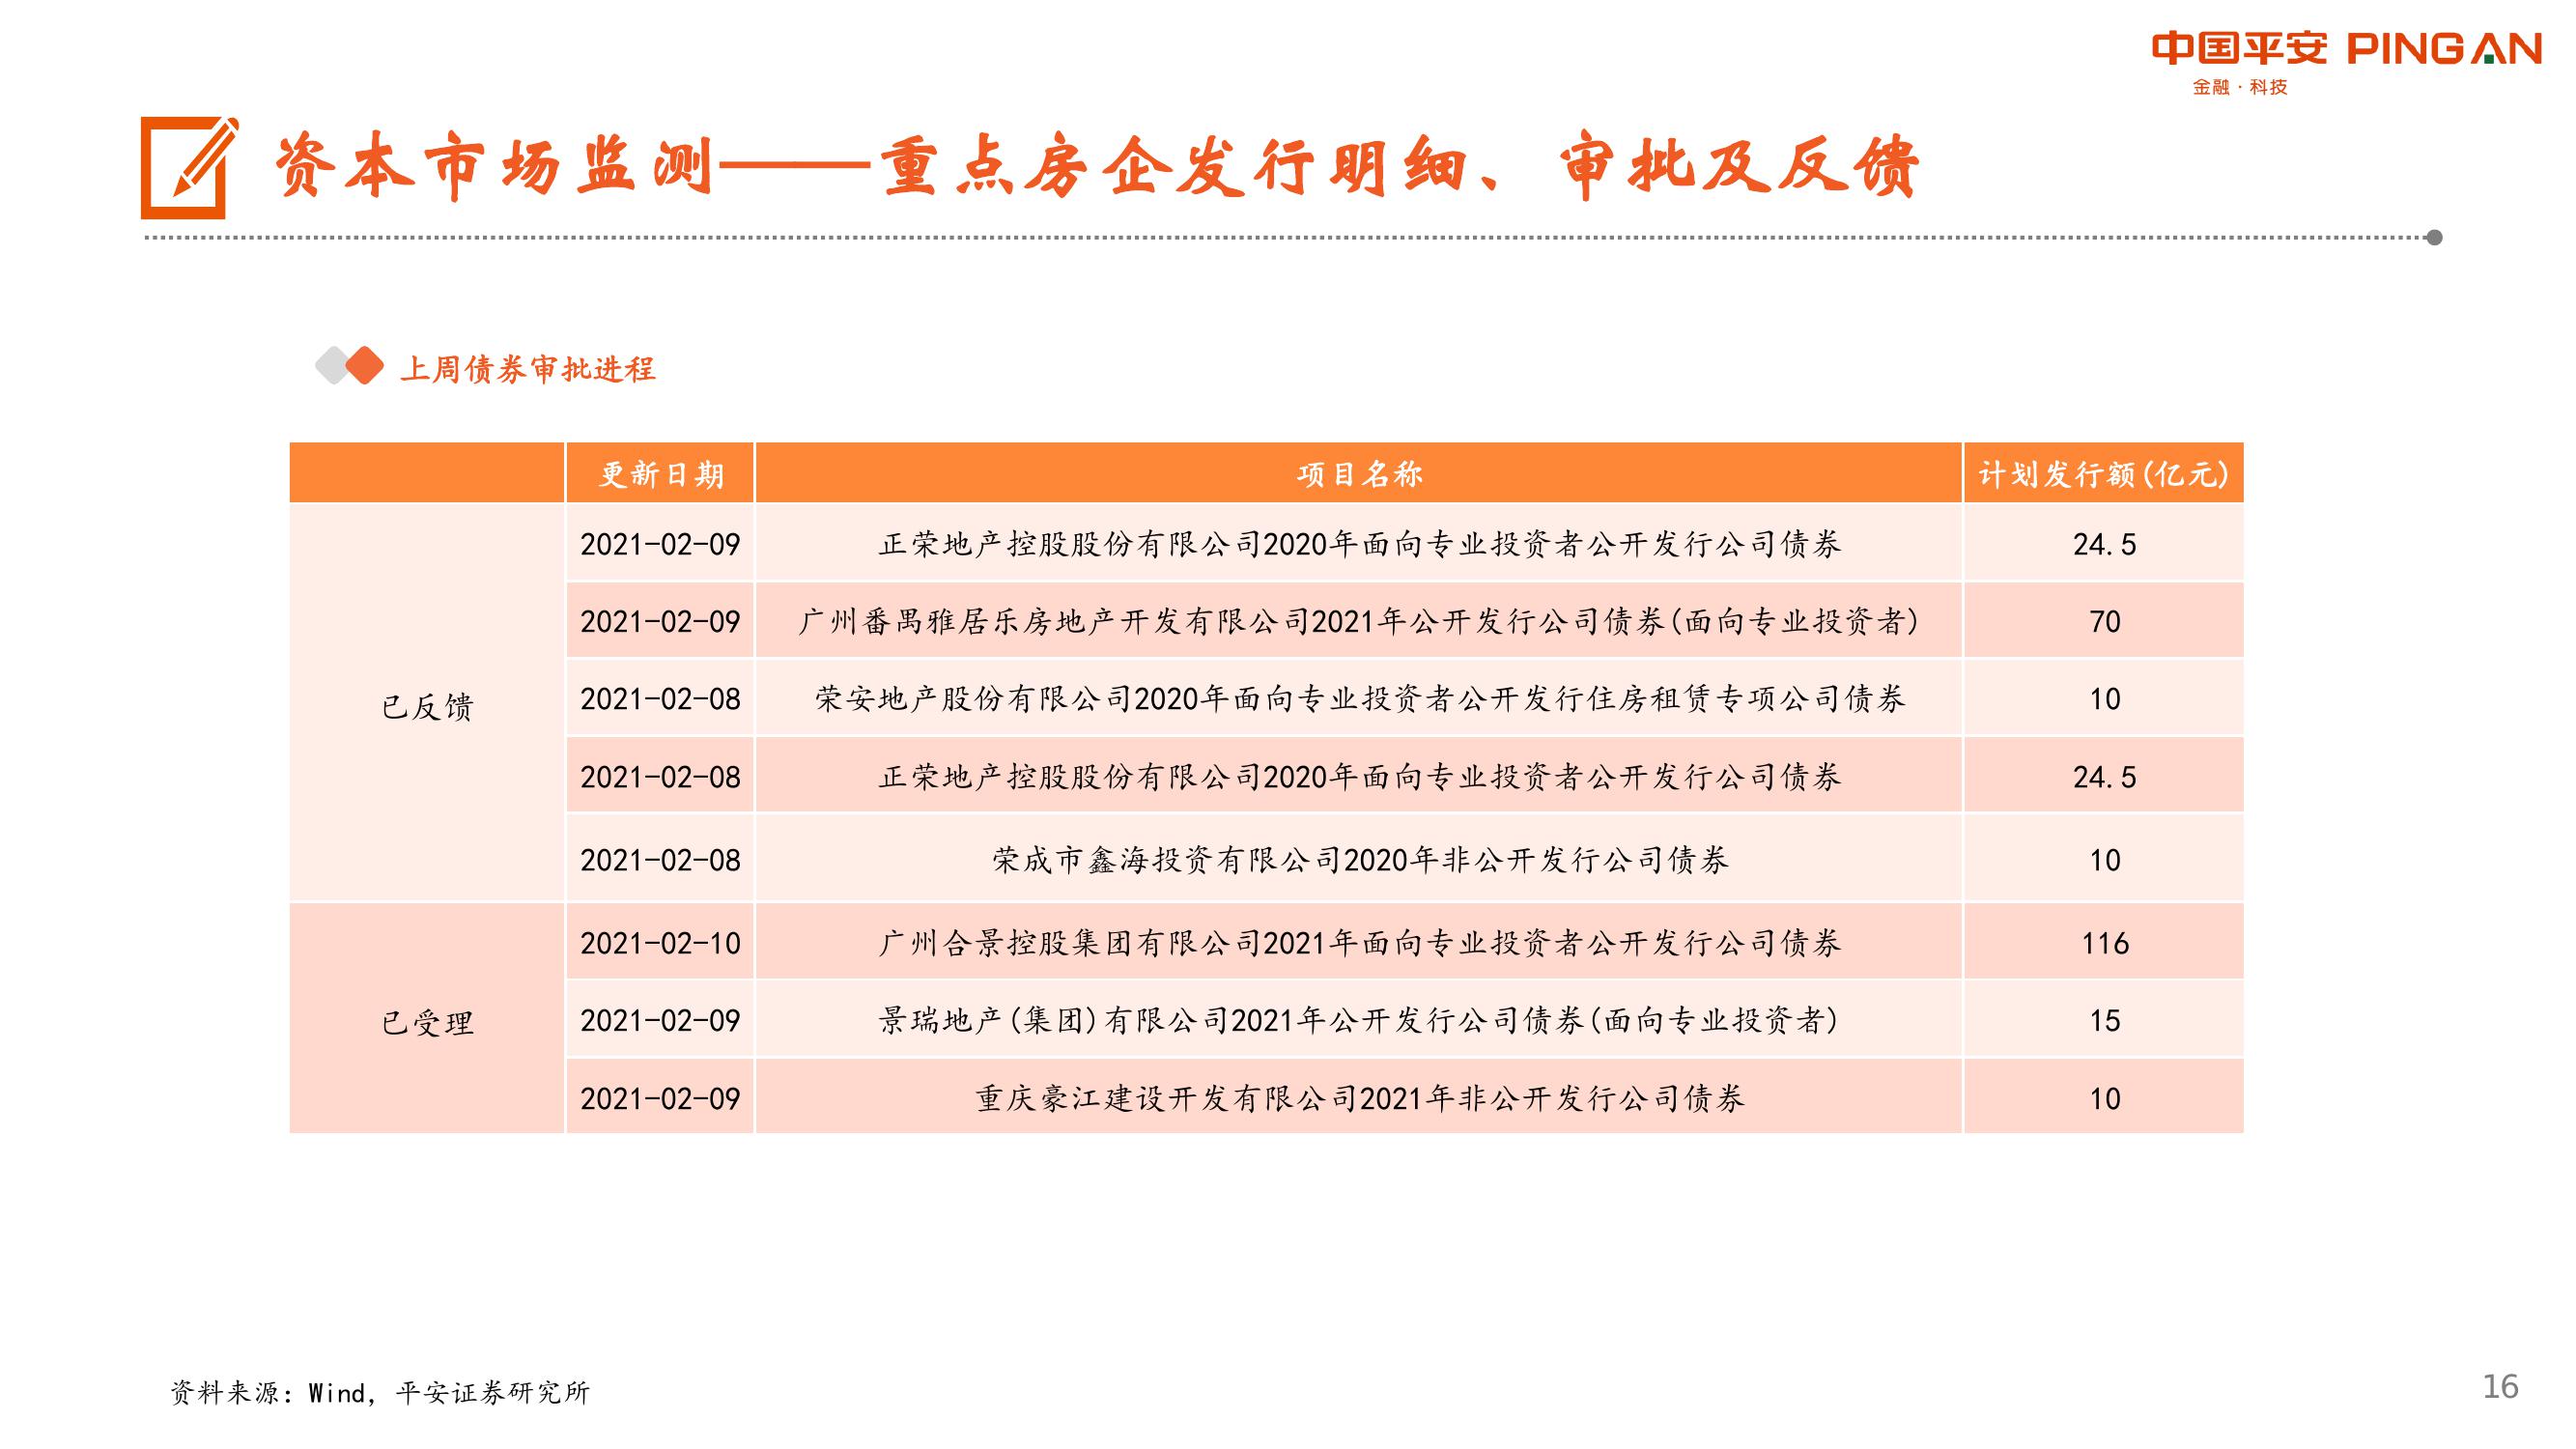 中国平安 PINGAN
金融·科技
资本市场监测——重点房企发行明细、审批及反馈
上周债券审批进程
更新日期 项目名称 计划发行额(亿元)
已反馈
2021-02-09 正荣地产控股股份有限公司2020年面向专业投资者公开发行公司债券 24.5
2021-02-09 广州番禺雅居乐房地产开发有限公司2021年公开发行公司债券(面向专业投资者) 70
2021-02-08 荣安地产股份有限公司2020年面向专业投资者公开发行住房租赁专项公司债券 10
2021-02-08 正荣地产控股股份有限公司2020年面向专业投资者公开发行公司债券 24.5
2021-02-08 荣成市鑫海投资有限公司2020年非公开发行公司债券 10
已受理
2021-02-10 广州合景控股集团有限公司2021年面向专业投资者公开发行公司债券 116
2021-02-09 景瑞地产(集团)有限公司2021年公开发行公司债券(面向专业投资者) 15
2021-02-09 重庆豪江建设开发有限公司2021年非公开发行公司债券 10
资料来源：Wind，平安证券研究所
16